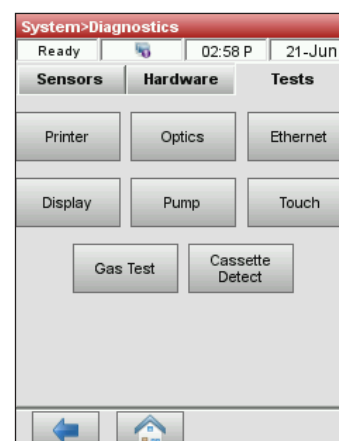 System>Diagnostics
Ready 02:58 P 21-Jun
Sensors Hardware Tests
Printer Optics Ethernet
Display Pump Touch
Gas Test Cassette
Detect